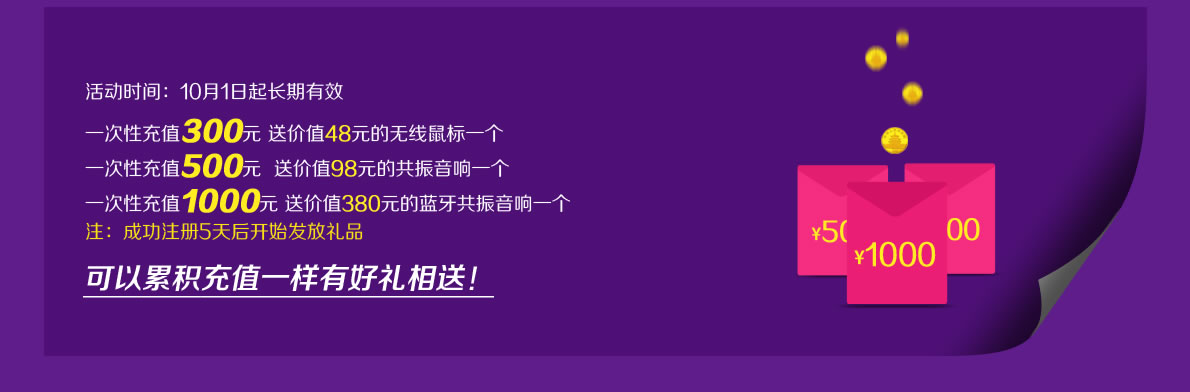 活动时间：10月1日起长期有效
一次性充值300元 送价值48元的无线鼠标一个
一次性充值500元 送价值98元的共振音响一个
一次性充值1000元 送价值380元的蓝牙共振音响一个
注：成功注册5天后开始发放礼品
可以累积充值一样有好礼相送！
¥50
00
¥1000